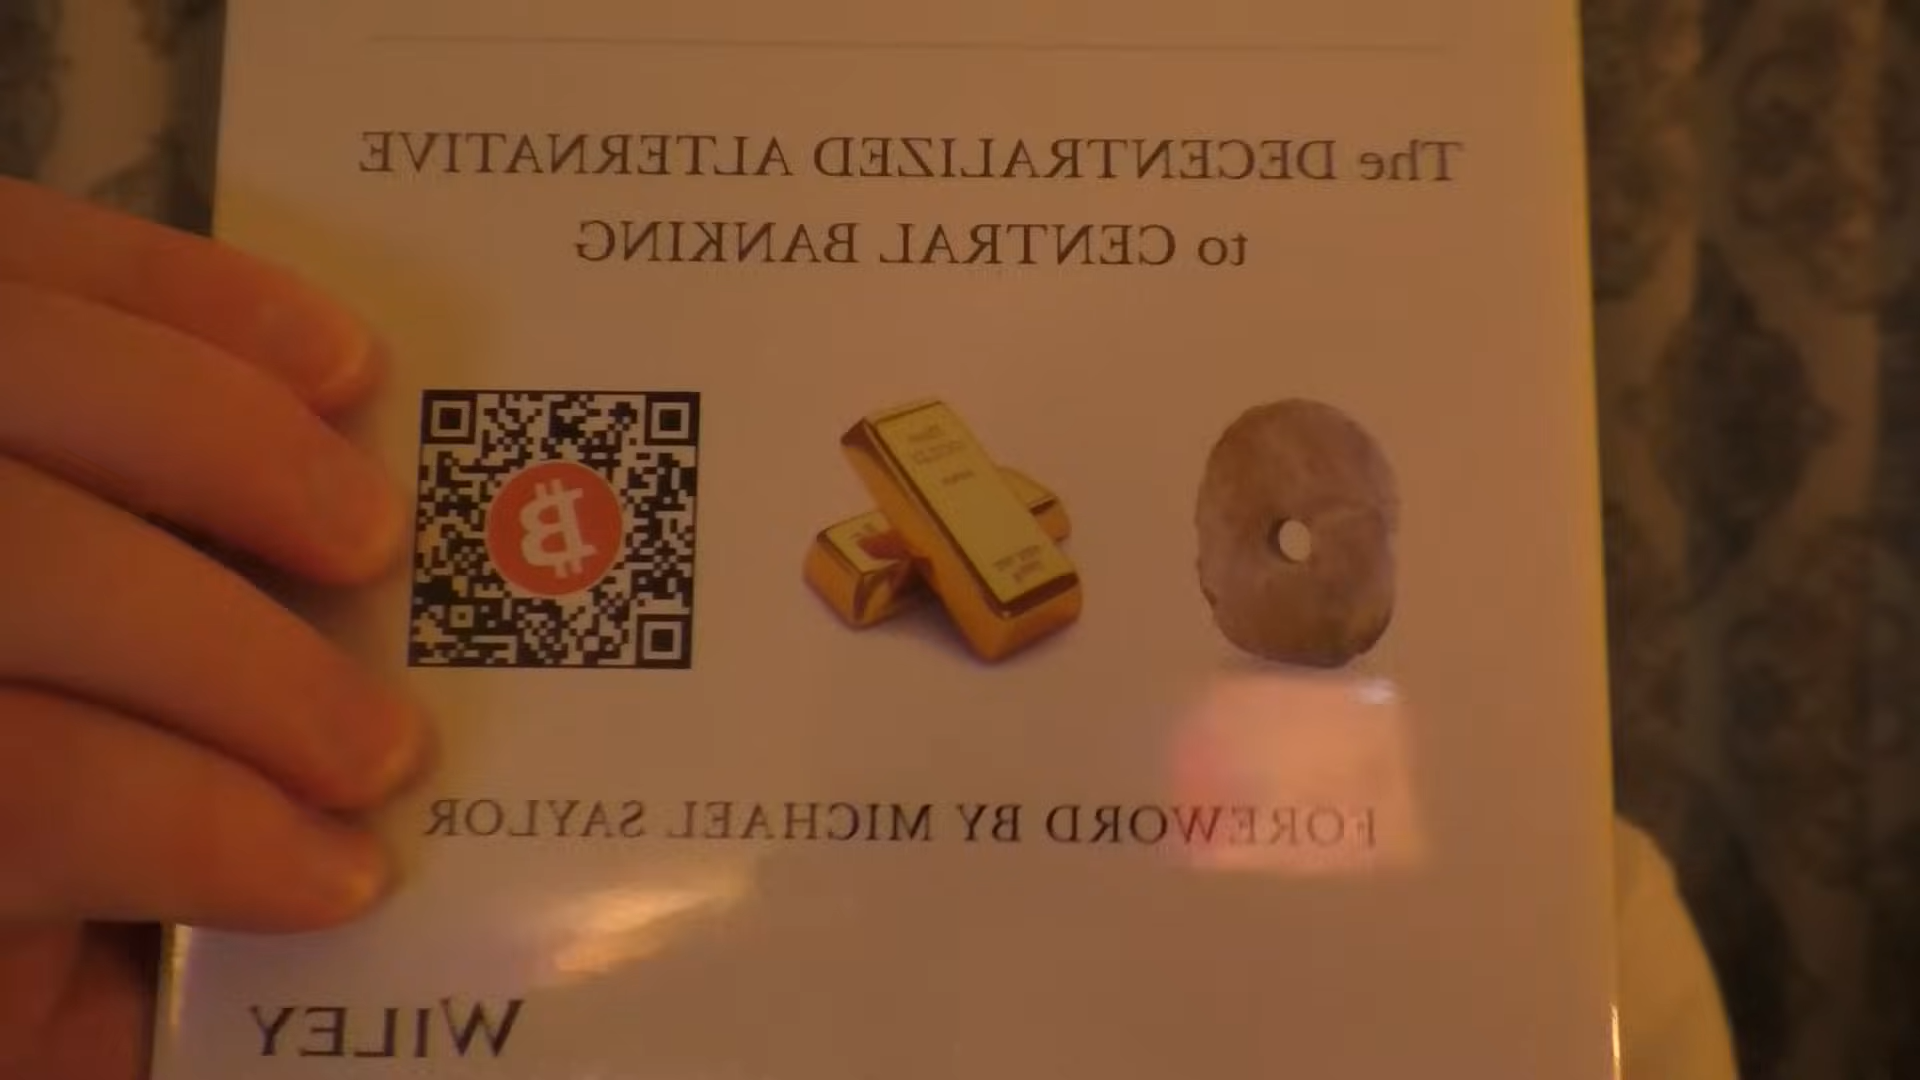 The DECENTRALIZED ALTERNATIVE
to CENTRAL BANKING
FOREWORD BY MICHAEL SAYLOR
WILEY